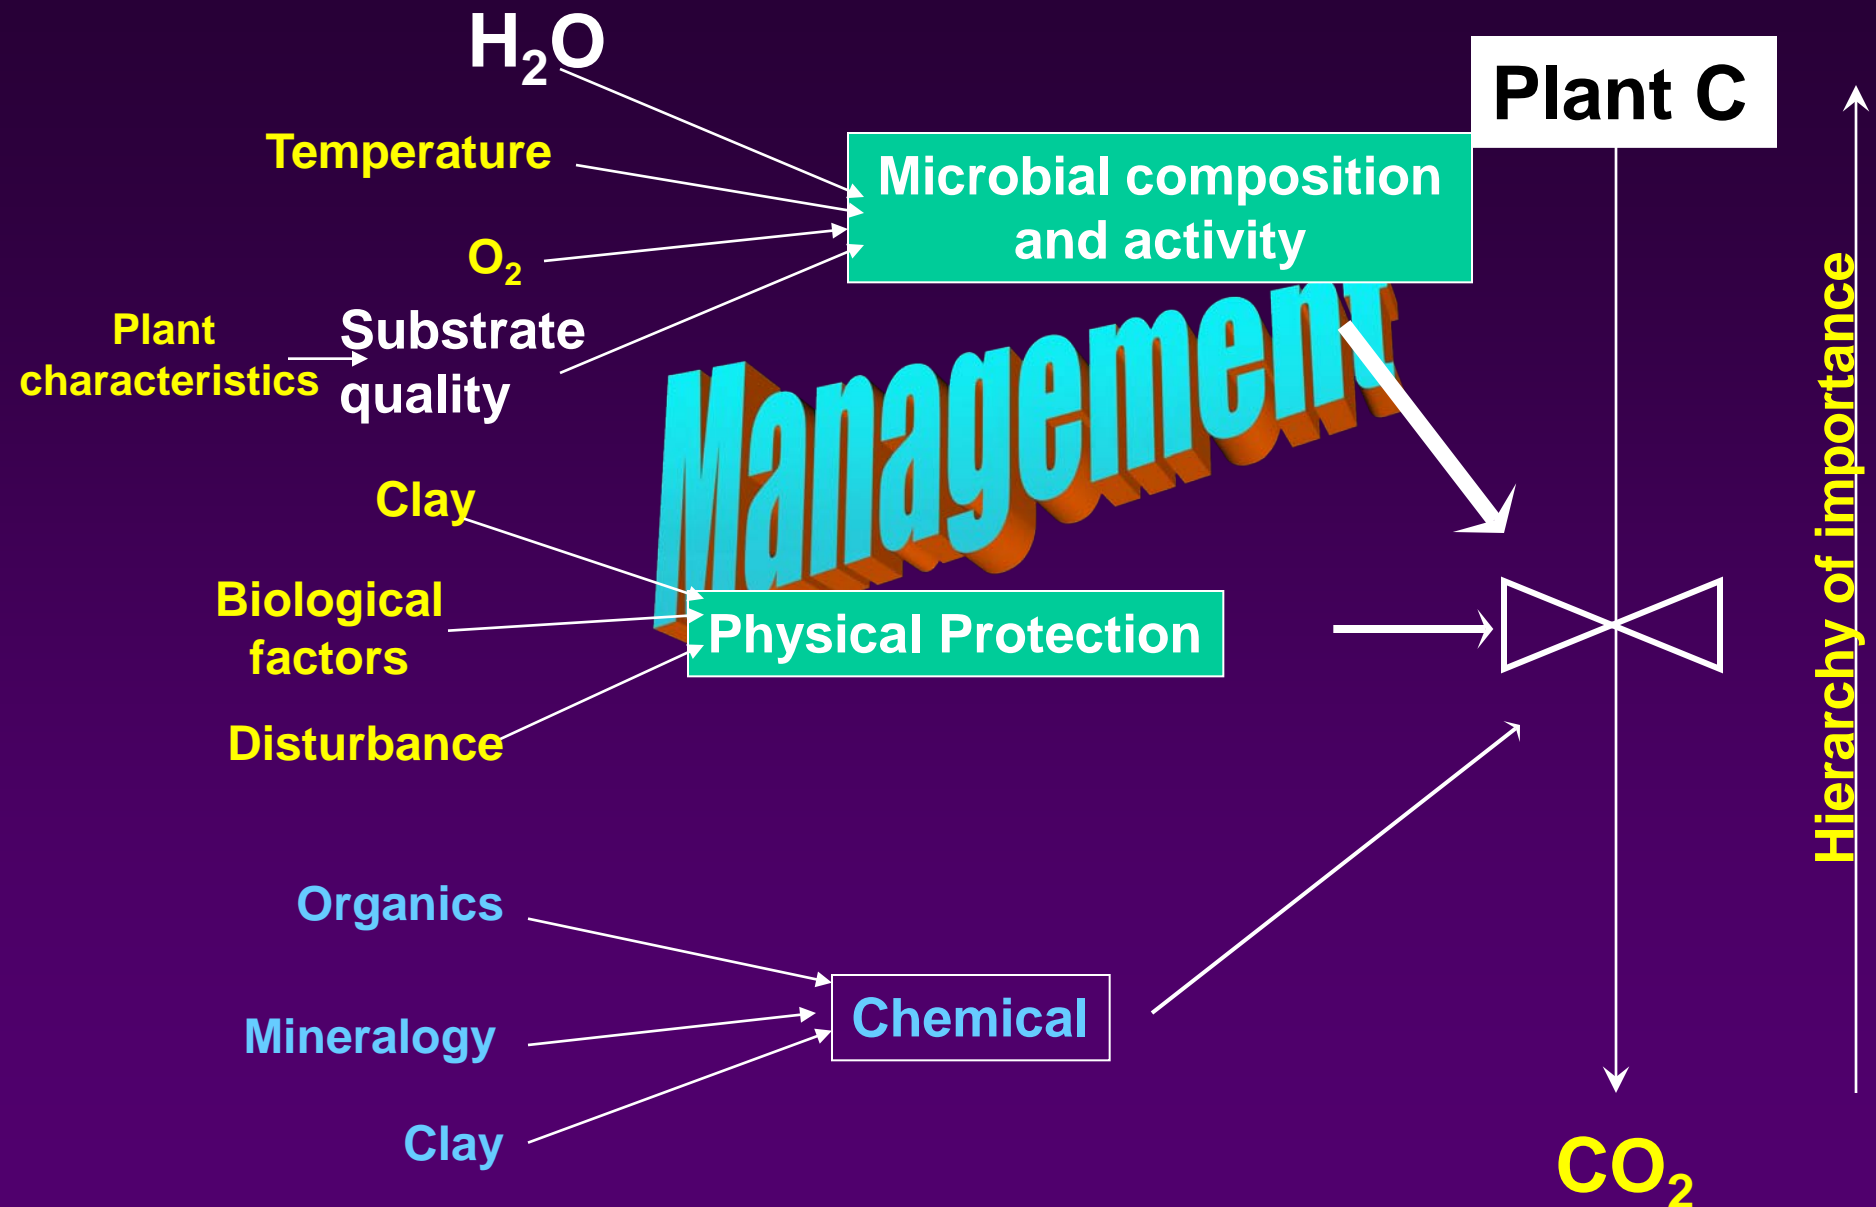 H₂O
Plant C
Temperature
Microbial composition
and activity
O₂
Plant
characteristics
Substrate
quality
Management
Clay
Biological
factors
Physical Protection
Disturbance
Hierarchy of importance
Organics
Mineralogy
Chemical
Clay
CO₂